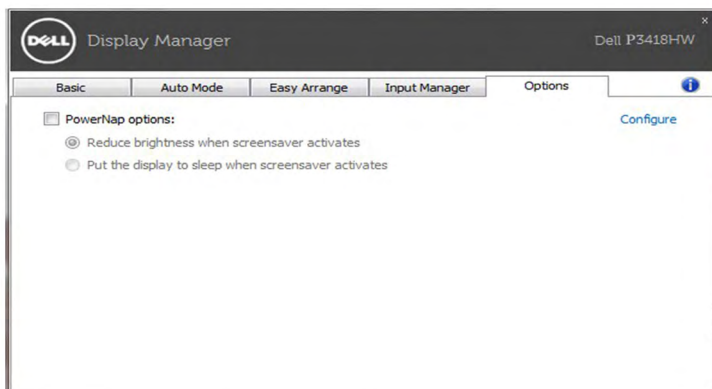 DELL Display Manager Dell P3418HW
Basic Auto Mode Easy Arrange Input Manager Options
PowerNap options: Configure
Reduce brightness when screensaver activates
Put the display to sleep when screensaver activates